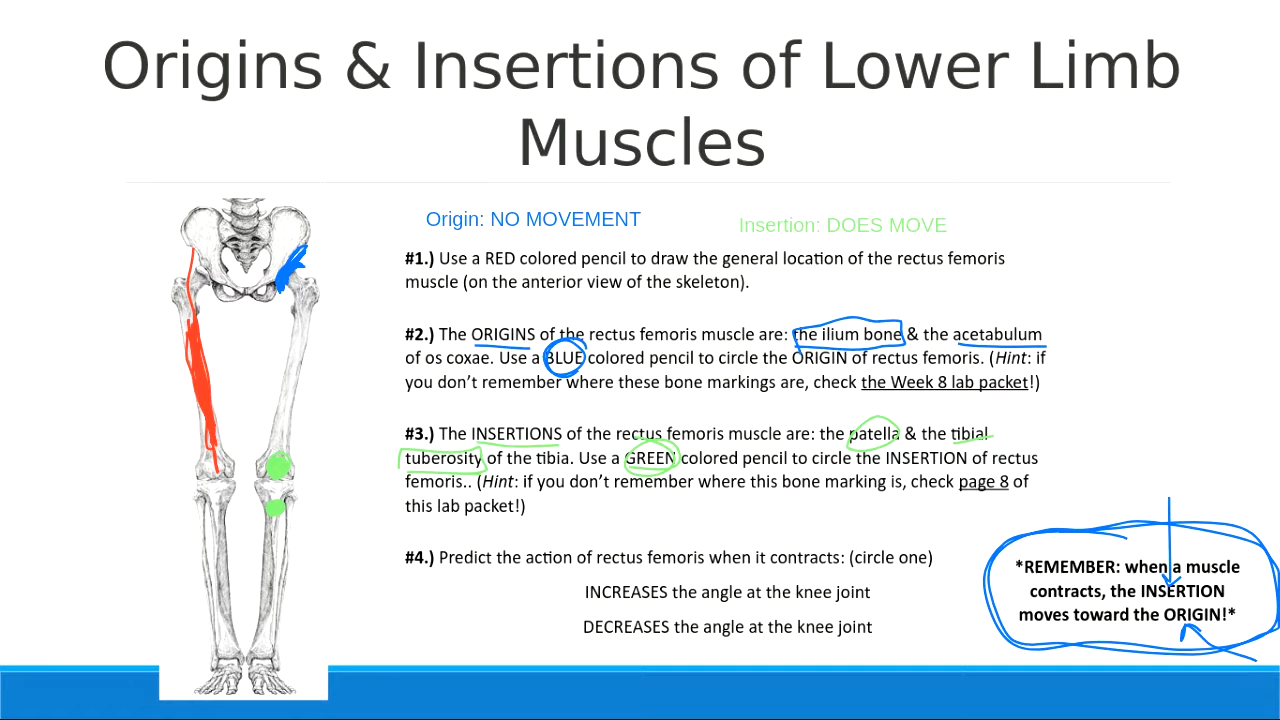 Origins & Insertions of Lower Limb
Muscles
Origin: NO MOVEMENT
Insertion: DOES MOVE
#1.) Use a RED colored pencil to draw the general location of the rectus femoris
muscle (on the anterior view of the skeleton).
#2.) The ORIGINS of the rectus femoris muscle are: the ilium bone & the acetabulum
of os coxae. Use a BLUE colored pencil to circle the ORIGIN of rectus femoris. (Hint: if
you don’t remember where these bone markings are, check the Week 8 lab packet!)
#3.) The INSERTIONS of the rectus femoris muscle are: the patella & the tibial
tuberosity of the tibia. Use a GREEN colored pencil to circle the INSERTION of rectus
femoris.. (Hint: if you don’t remember where this bone marking is, check page 8 of
this lab packet!)
#4.) Predict the action of rectus femoris when it contracts: (circle one)
INCREASES the angle at the knee joint
DECREASES the angle at the knee joint
*REMEMBER: when a muscle
contracts, the INSERTION
moves toward the ORIGIN!*